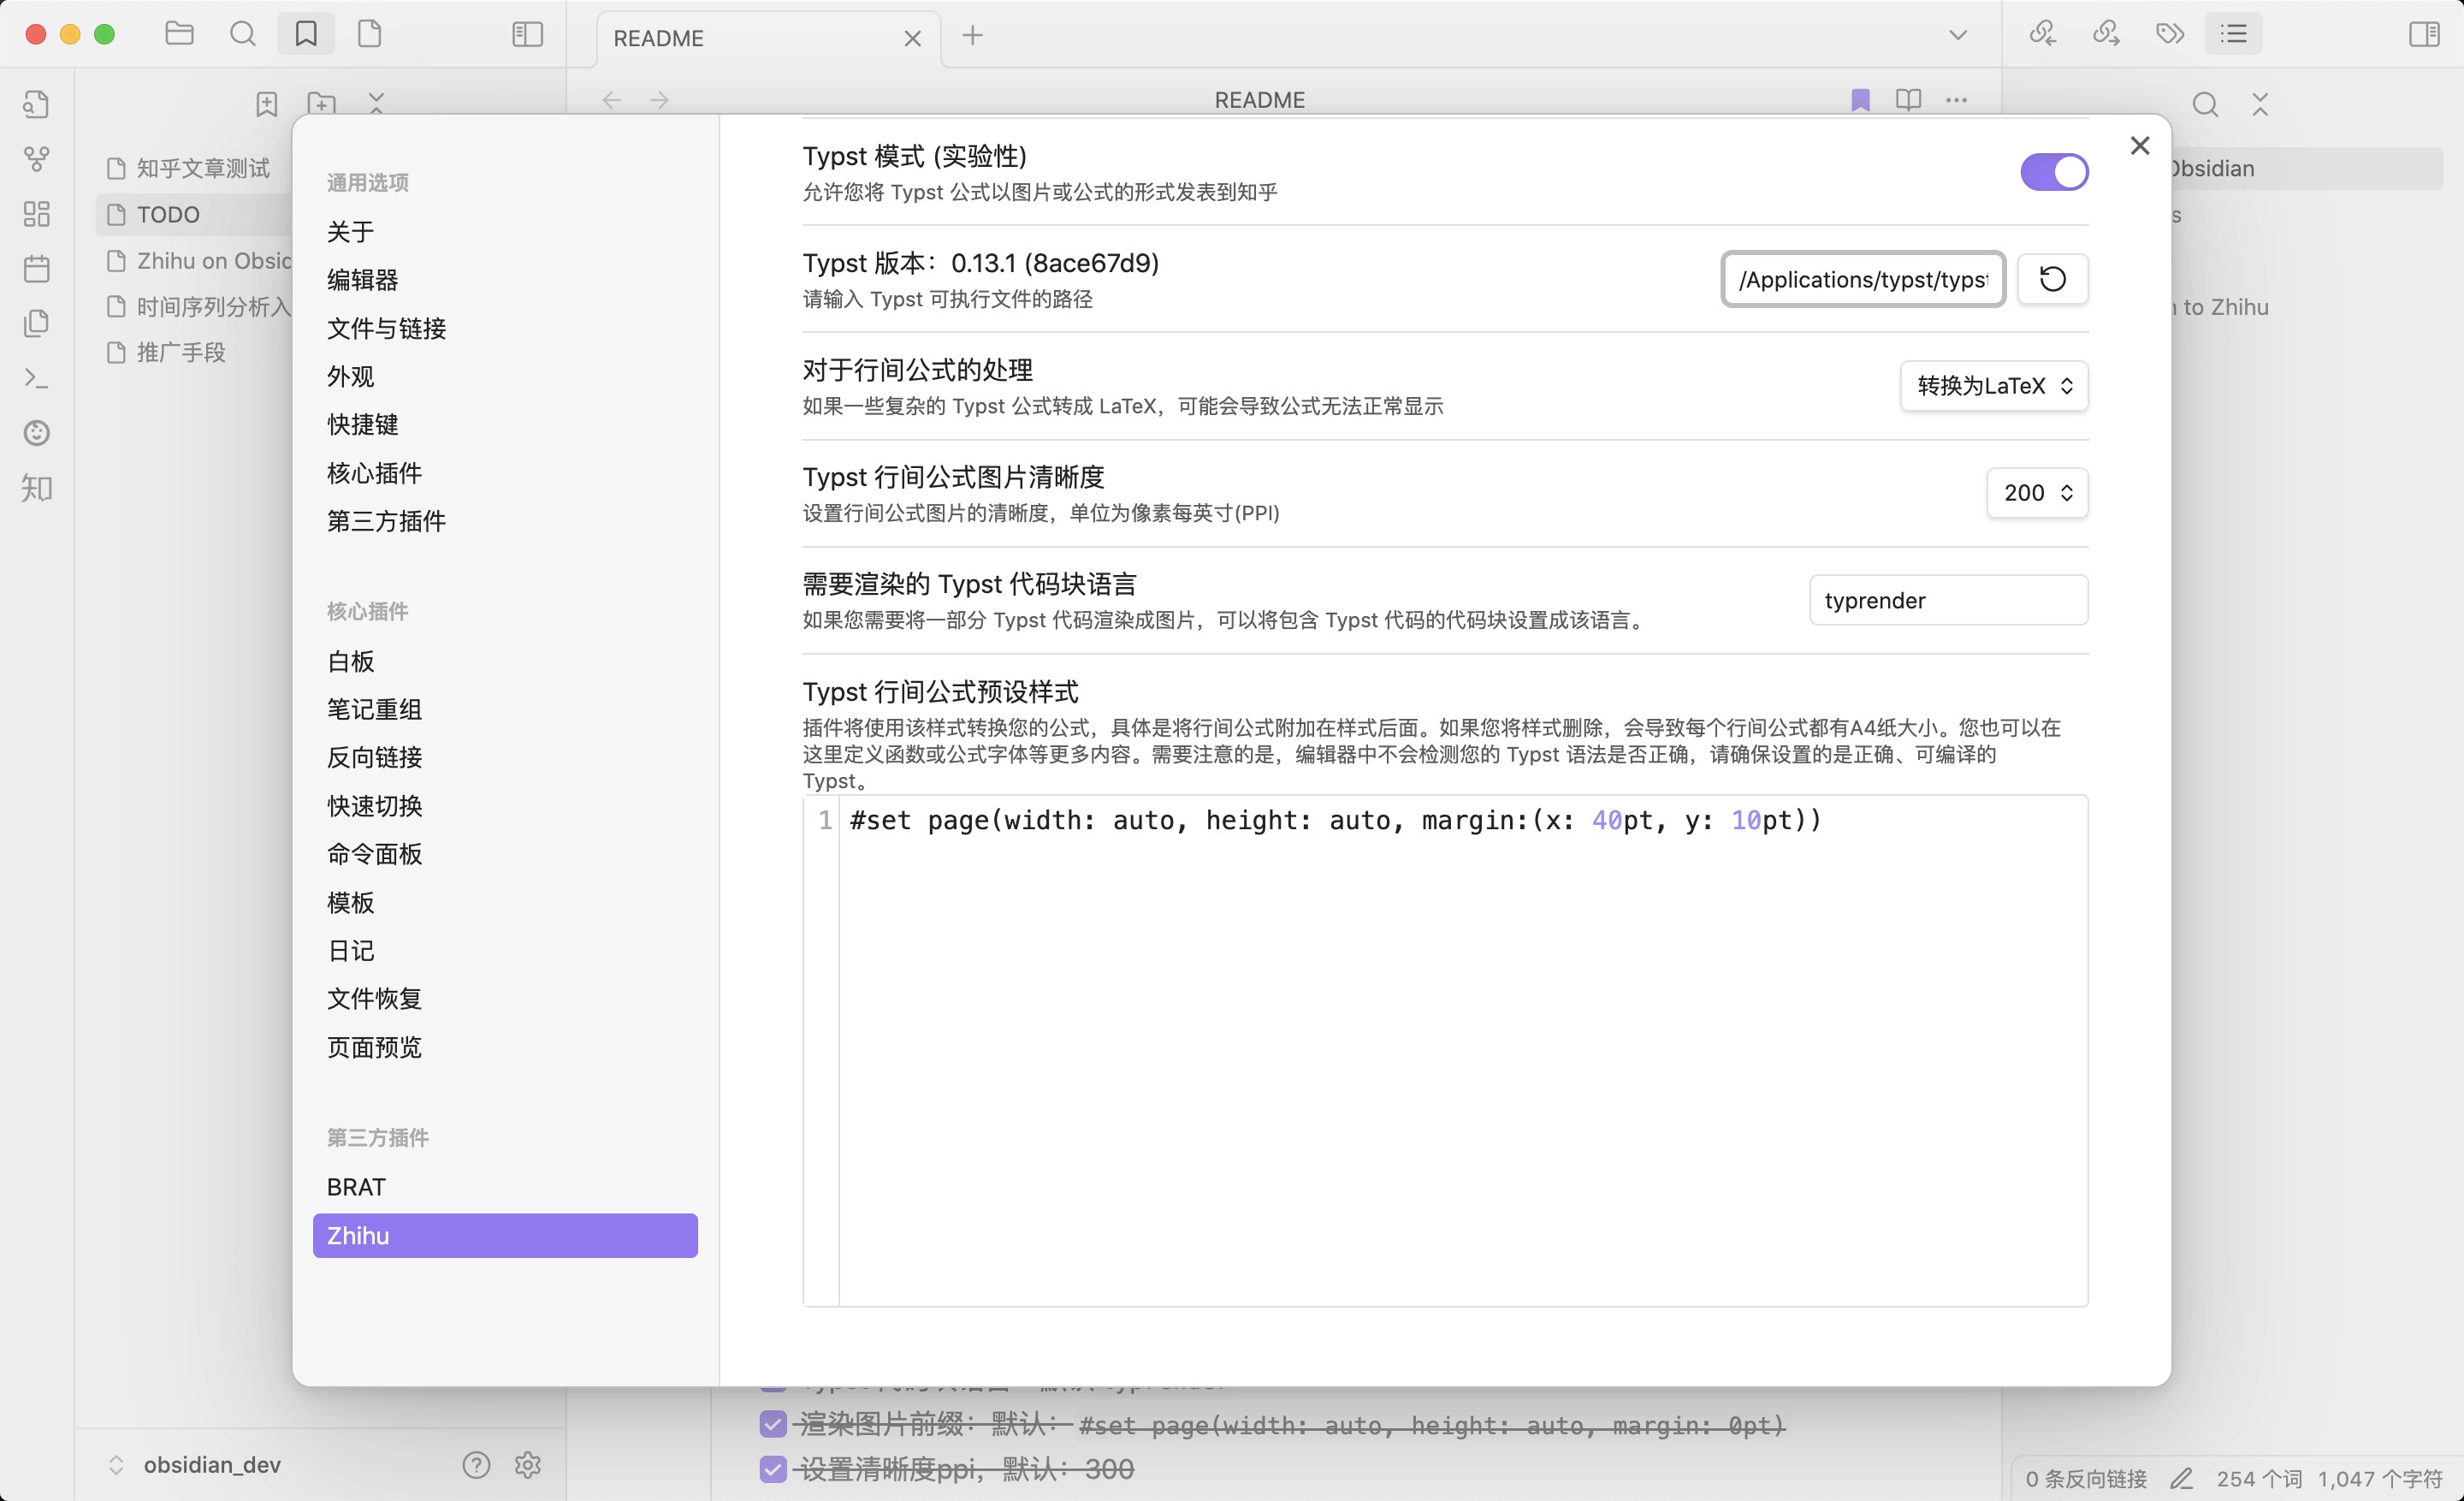 README
README
知乎文章测试
TODO
Zhihu on Obsid
时间序列分析入
推广手段
知
通用选项
关于
编辑器
文件与链接
外观
快捷键
核心插件
第三方插件
核心插件
白板
笔记重组
反向链接
快速切换
命令面板
模板
日记
文件恢复
页面预览
第三方插件
BRAT
Zhihu
Typst 模式 (实验性)
允许您将 Typst 公式以图片或公式的形式发表到知乎
Typst 版本：0.13.1 (8ace67d9)
请输入 Typst 可执行文件的路径
/Applications/typst/typst
对于行间公式的处理
如果一些复杂的 Typst 公式转成 LaTeX，可能会导致公式无法正常显示
转换为LaTeX
Typst 行间公式图片清晰度
设置行间公式图片的清晰度，单位为像素每英寸(PPI)
200
需要渲染的 Typst 代码块语言
如果您需要将一部分 Typst 代码渲染成图片，可以将包含 Typst 代码的代码块设置成该语言。
typrender
Typst 行间公式预设样式
插件将使用该样式转换您的公式，具体是将行间公式附加在样式后面。如果您将样式删除，会导致每个行间公式都有A4纸大小。您也可以在
这里定义函数或公式字体等更多内容。需要注意的是，编辑器中不会检测您的 Typst 语法是否正确，请确保设置的是正确、可编译的
Typst。
1 #set page(width: auto, height: auto, margin:(x: 40pt, y: 10pt))
Obsidian
s
to Zhihu
渲染图片前缀：默认： #set page(width: auto, height: auto, margin: 0pt)
设置清晰度ppi，默认：300
obsidian_dev
0 条反向链接 254 个词 1,047 个字符